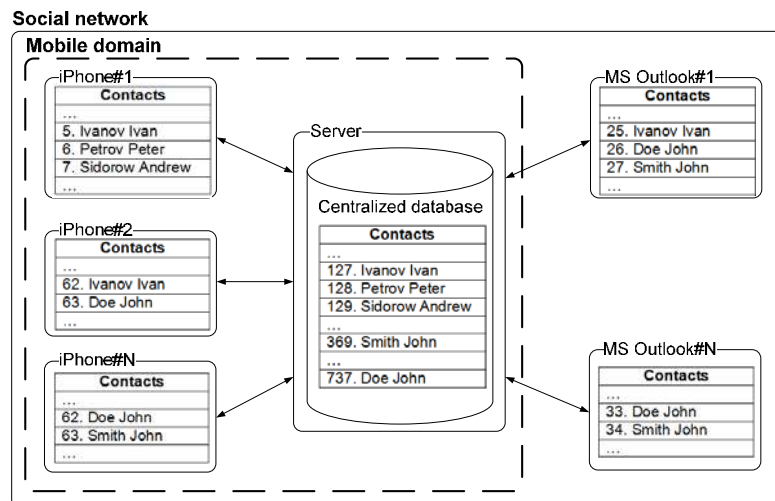 Social network
Mobile domain
iPhone#1
Contacts
...
5. Ivanov Ivan
6. Petrov Peter
7. Sidorow Andrew
...
iPhone#2
Contacts
...
62. Ivanov Ivan
63. Doe John
...
iPhone#N
Contacts
...
62. Doe John
63. Smith John
...
Server
Centralized database
Contacts
...
127. Ivanov Ivan
128. Petrov Peter
129. Sidorow Andrew
...
369. Smith John
...
737. Doe John
MS Outlook#1
Contacts
...
25. Ivanov Ivan
26. Doe John
27. Smith John
...
MS Outlook#N
Contacts
...
33. Doe John
34. Smith John
...